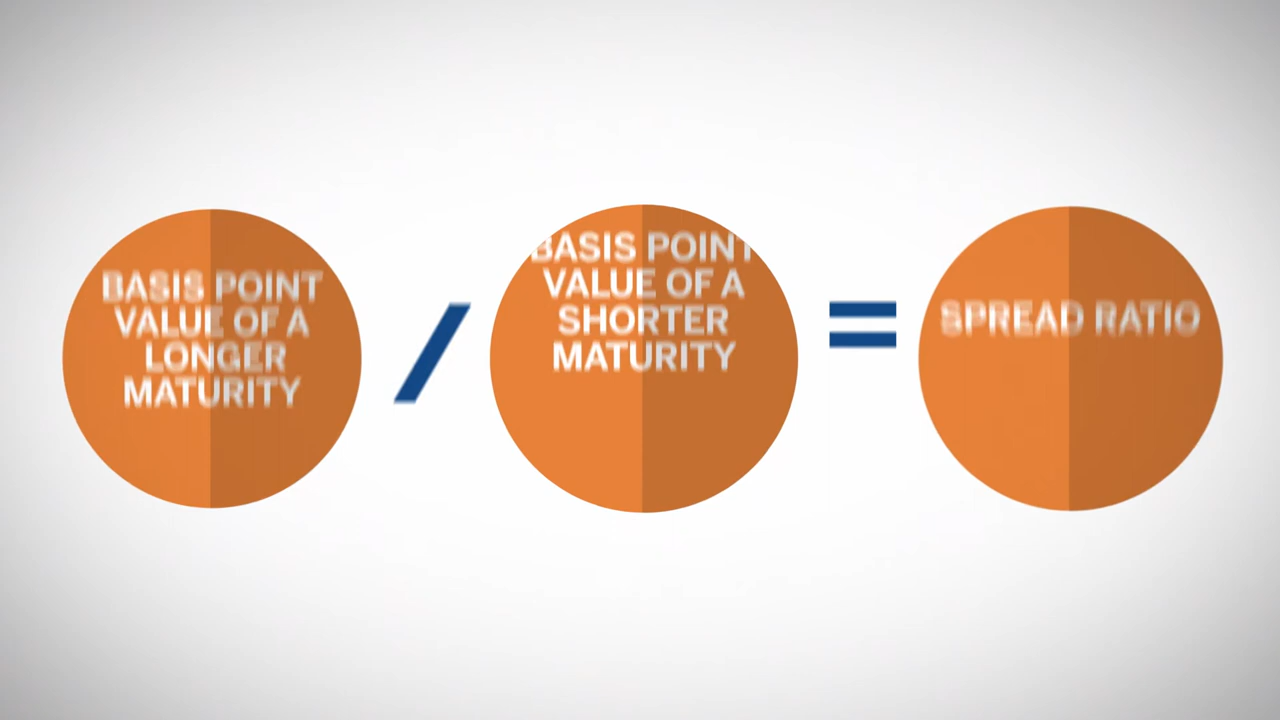 BASIS POINT
VALUE OF A
LONGER
MATURITY
/
BASIS POINT
VALUE OF A
SHORTER
MATURITY
=
SPREAD RATIO